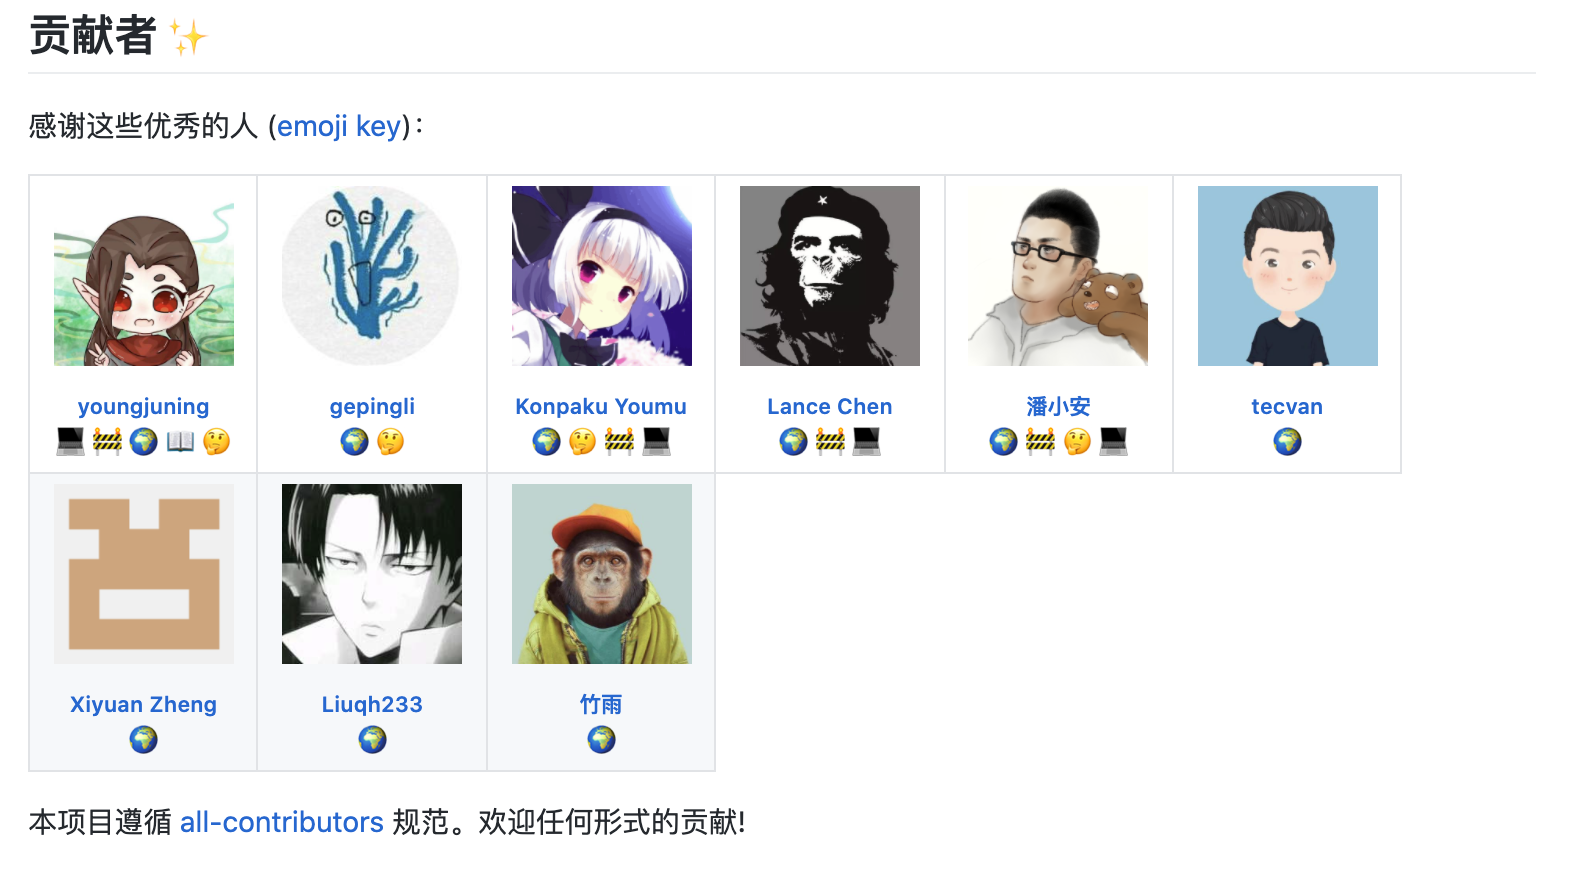 贡献者 ✨
感谢这些优秀的人 (emoji key)：
youngjuning
💻 🚧 🌍 📖 🤔
gepingli
🌍 🤔
Konpaku Youmu
🌍 🤔 🚧 💻
Lance Chen
🌍 🚧 💻
潘小安
🌍 🚧 🤔 💻
tecvan
🌍
Xiyuan Zheng
🌍
Liuqh233
🌍
竹雨
🌍
本项目遵循 all-contributors 规范。欢迎任何形式的贡献!